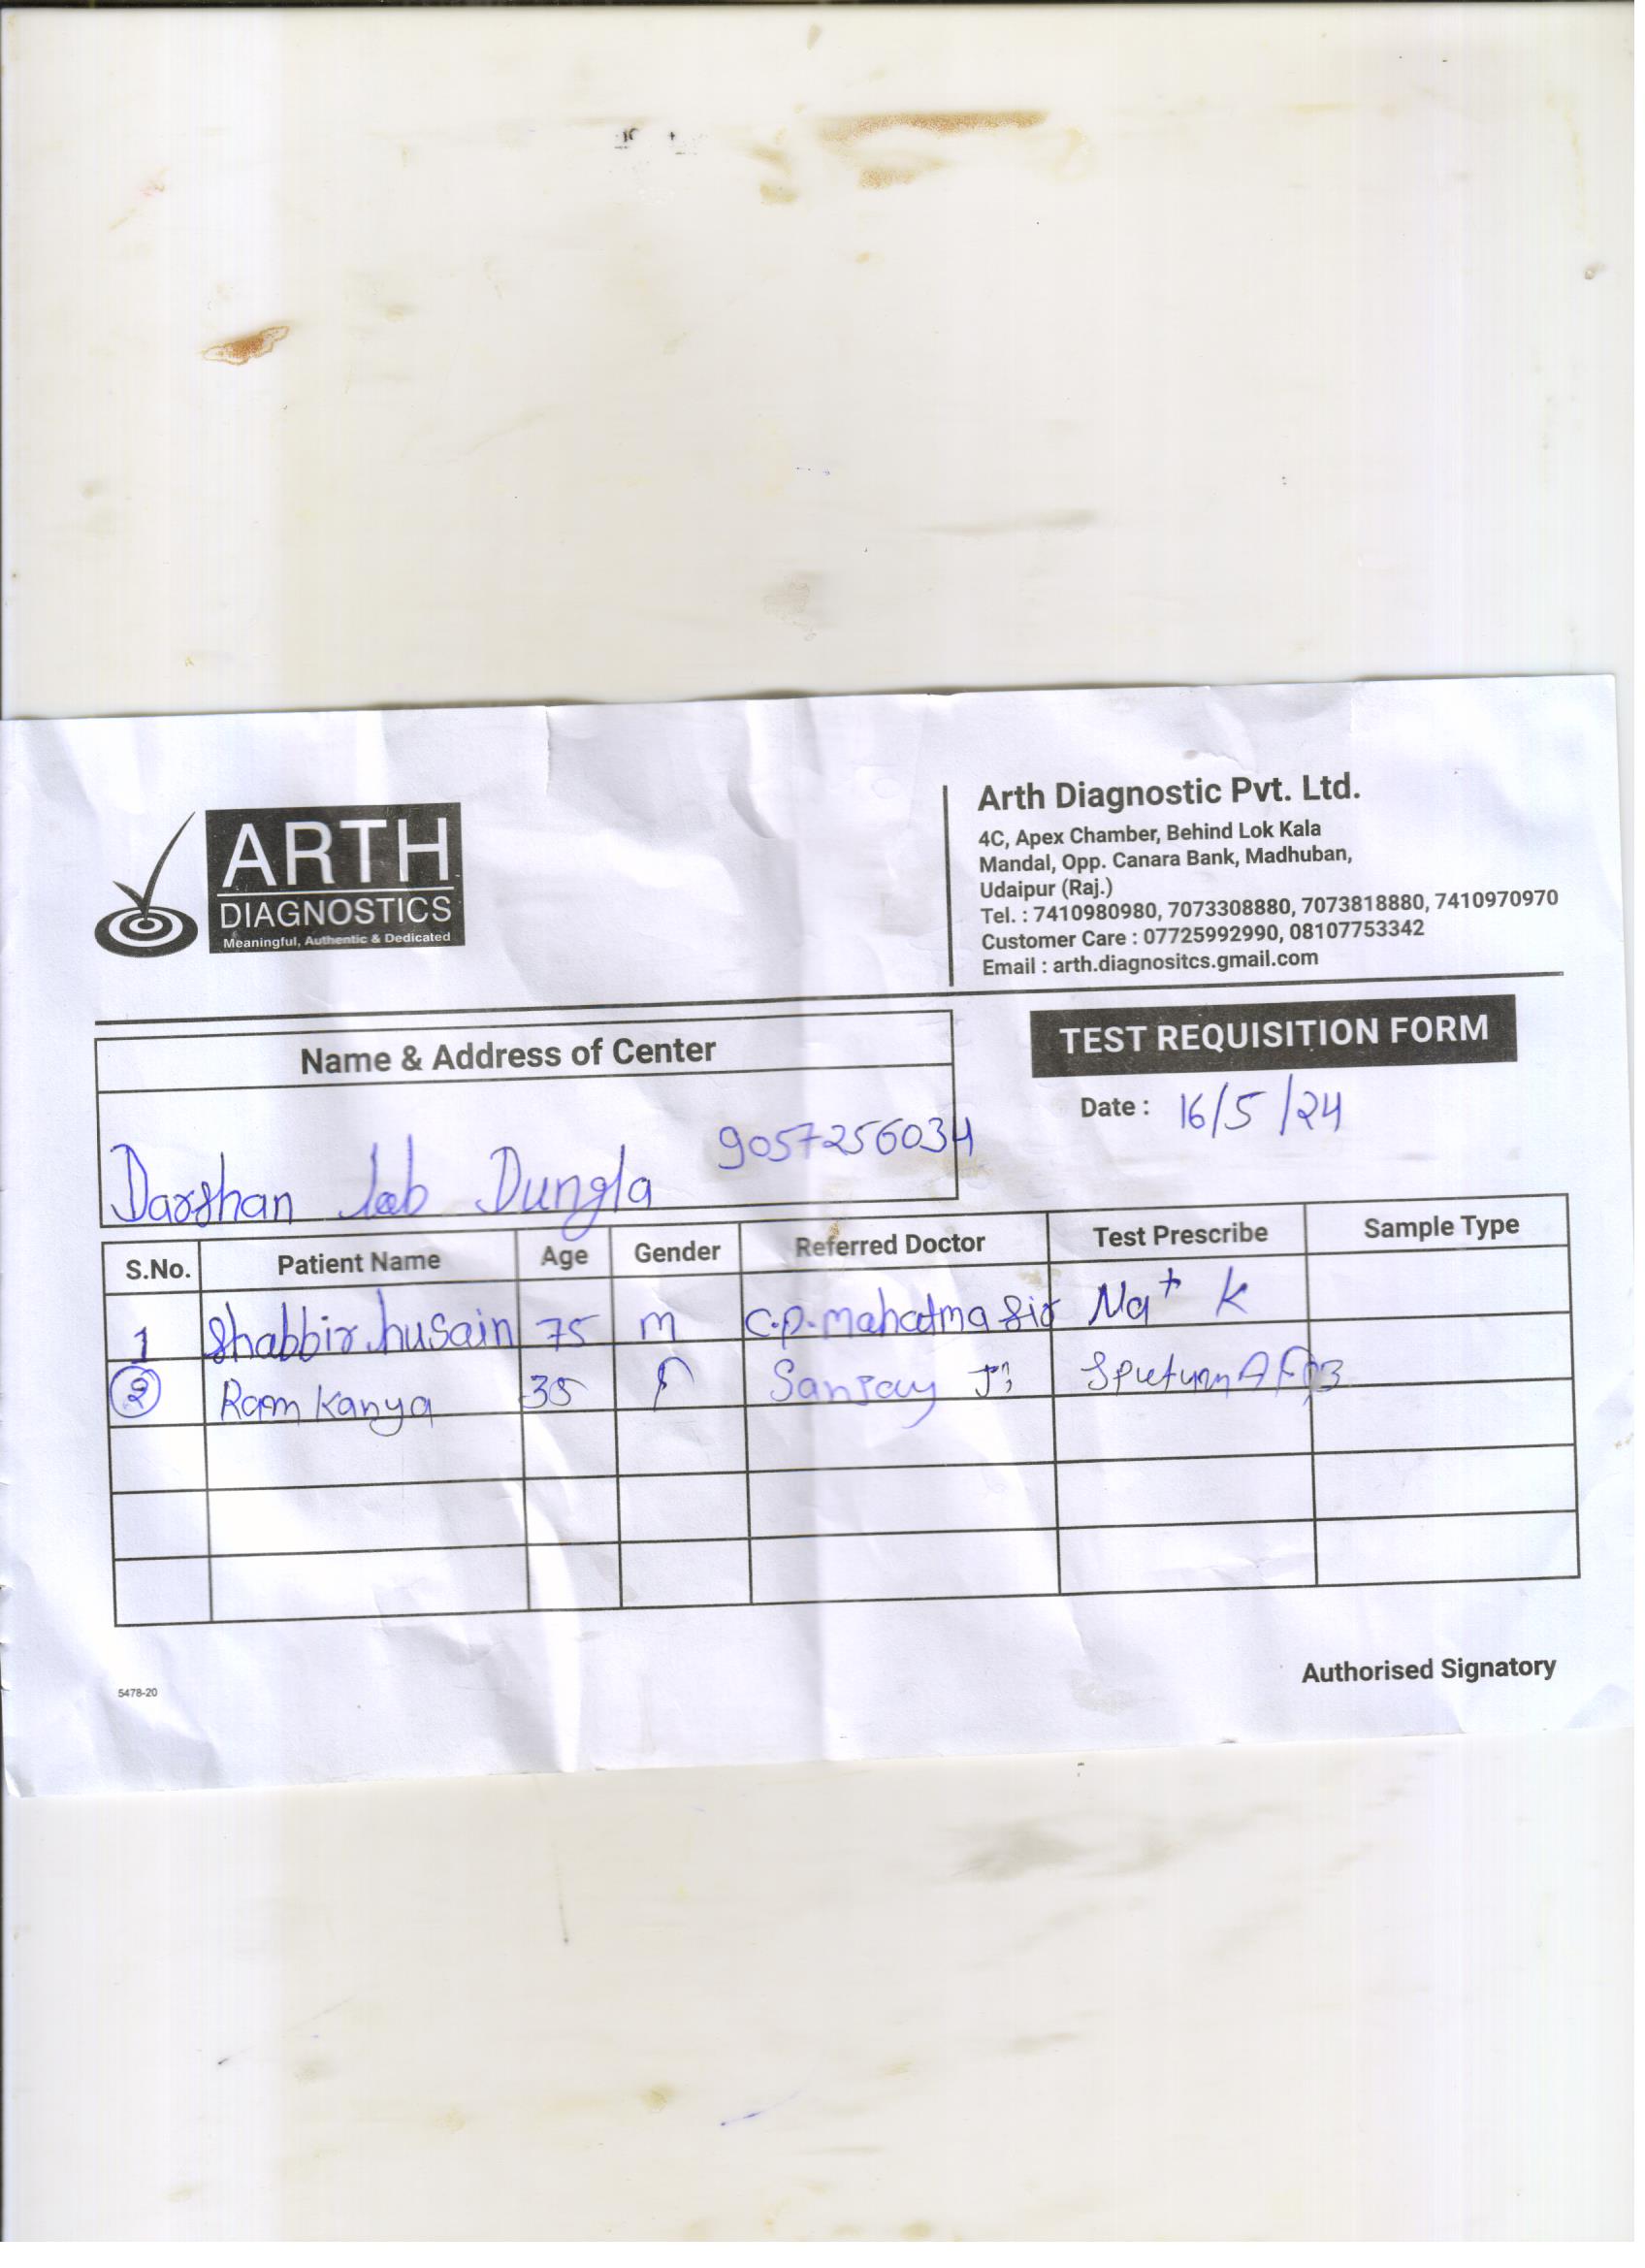 ARTH
DIAGNOSTICS
Meaningful, Authentic & Dedicated
Arth Diagnostic Pvt. Ltd.
4C, Apex Chamber, Behind Lok Kala
Mandal, Opp. Canara Bank, Madhuban,
Udaipur (Raj.)
Tel. : 7410980980, 7073308880, 7073818880, 7410970970
Customer Care : 07725992990, 08107753342
Email : arth.diagnositcs.gmail.com
Name & Address of Center
TEST REQUISITION FORM
Date : 16/5/24
Darshan Lab Dungla 9057256034
S.No. Patient Name Age Gender Referred Doctor Test Prescribe Sample Type
1 Shabbir husain 75 m C.P. mahatma Sir Na+ K
2 Ram Kanya 35 F Sanjay Ji Sputum AFB
Authorised Signatory
5478-20